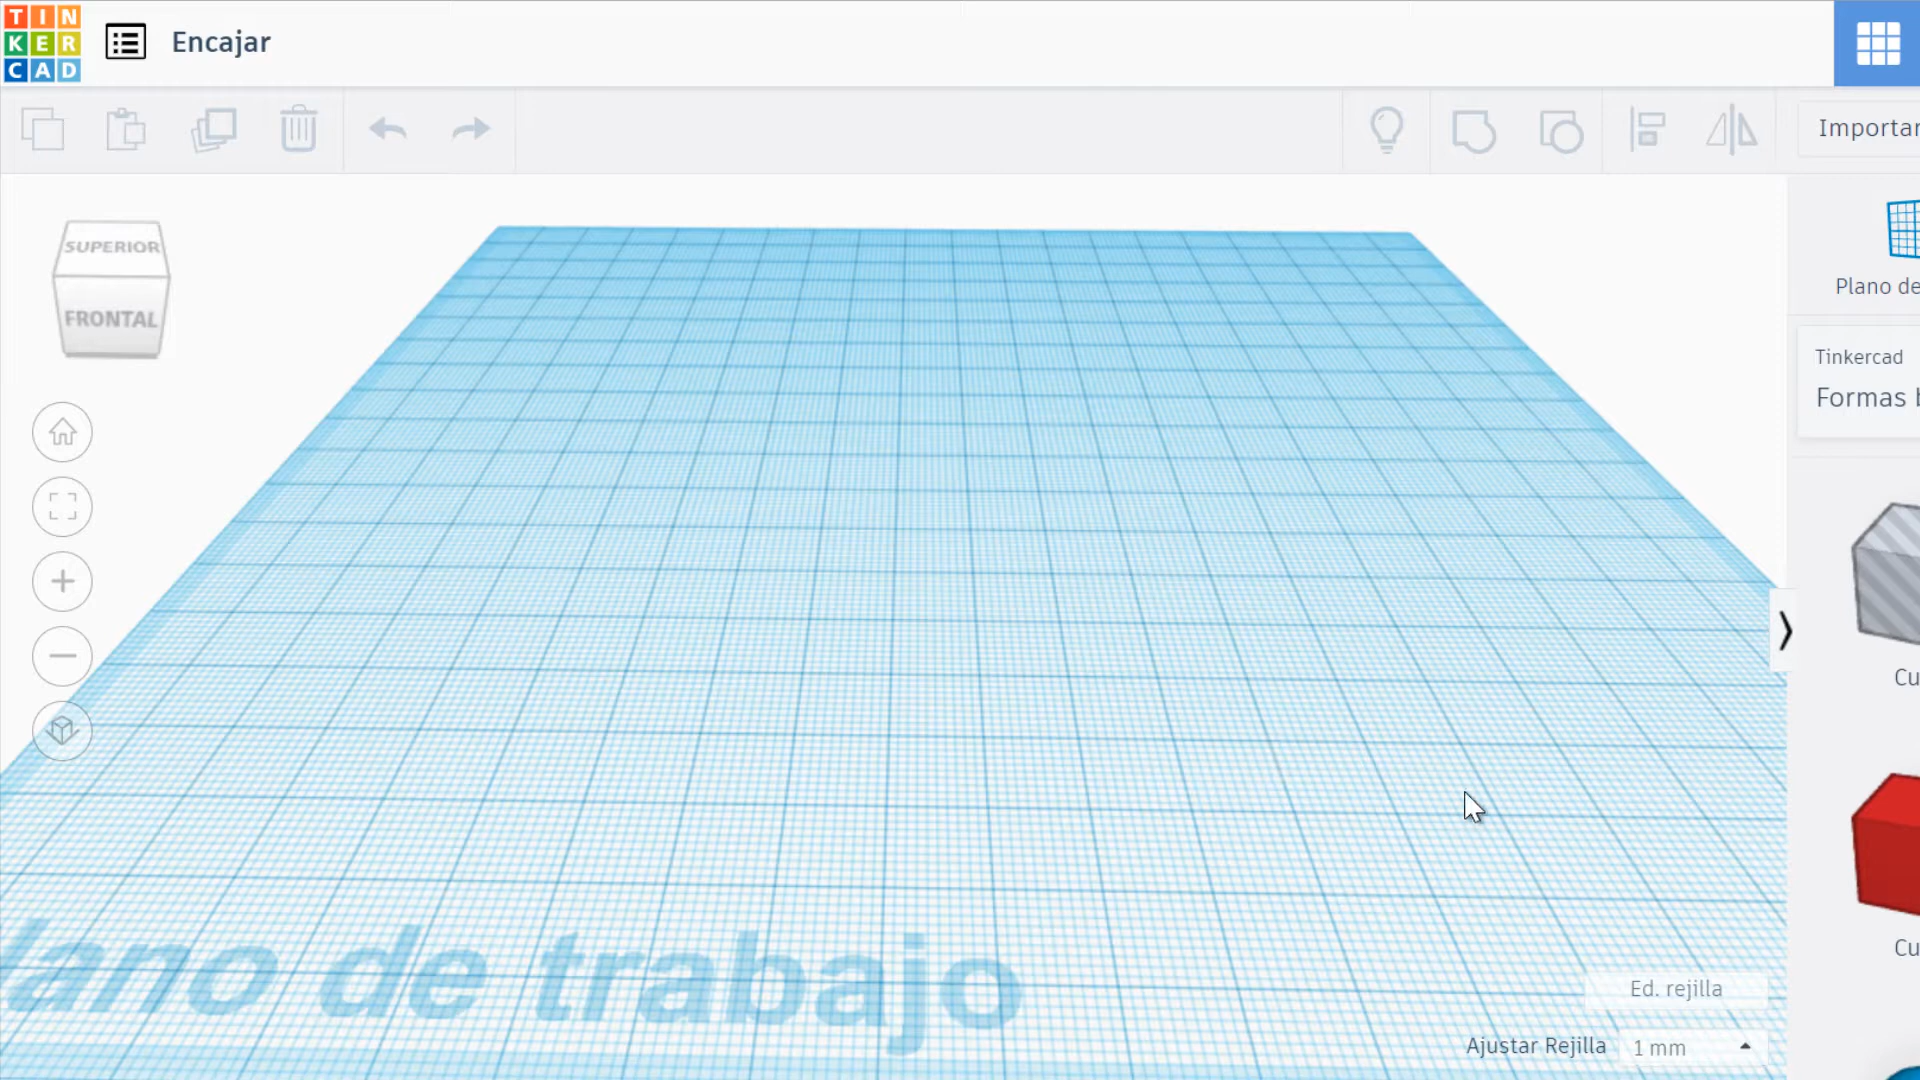 TIN
KER
CAD
Encajar
Importar
SUPERIOR
FRONTAL
Plano de
Tinkercad
Formas b
Cu
Cu
lano de trabajo
Ed. rejilla
Ajustar Rejilla
1 mm